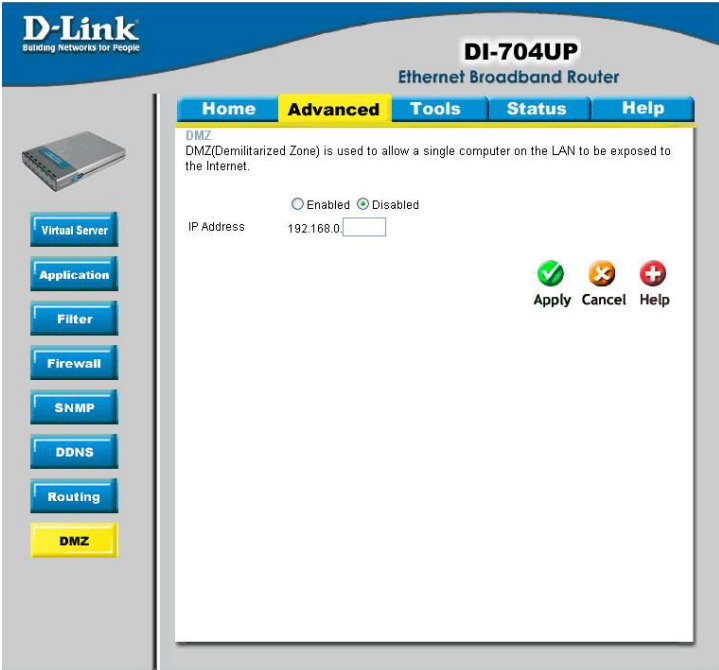 D-Link
Building Networks for People
DI-704UP
Ethernet Broadband Router
Home Advanced Tools Status Help
DMZ
DMZ(Demilitarized Zone) is used to allow a single computer on the LAN to be exposed to
the Internet.
Enabled Disabled
IP Address 192.168.0.
Apply Cancel Help
Virtual Server
Application
Filter
Firewall
SNMP
DDNS
Routing
DMZ